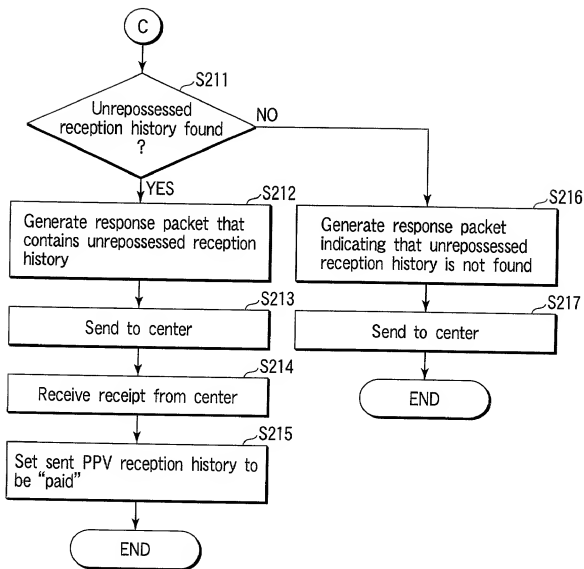 C
S211
Unrepossessed
reception history found
?
NO
YES
S212
Generate response packet that
contains unrepossessed reception
history
S213
Send to center
S214
Receive receipt from center
S215
Set sent PPV reception history to
be “paid”
END
S216
Generate response packet
indicating that unrepossessed
reception history is not found
S217
Send to center
END